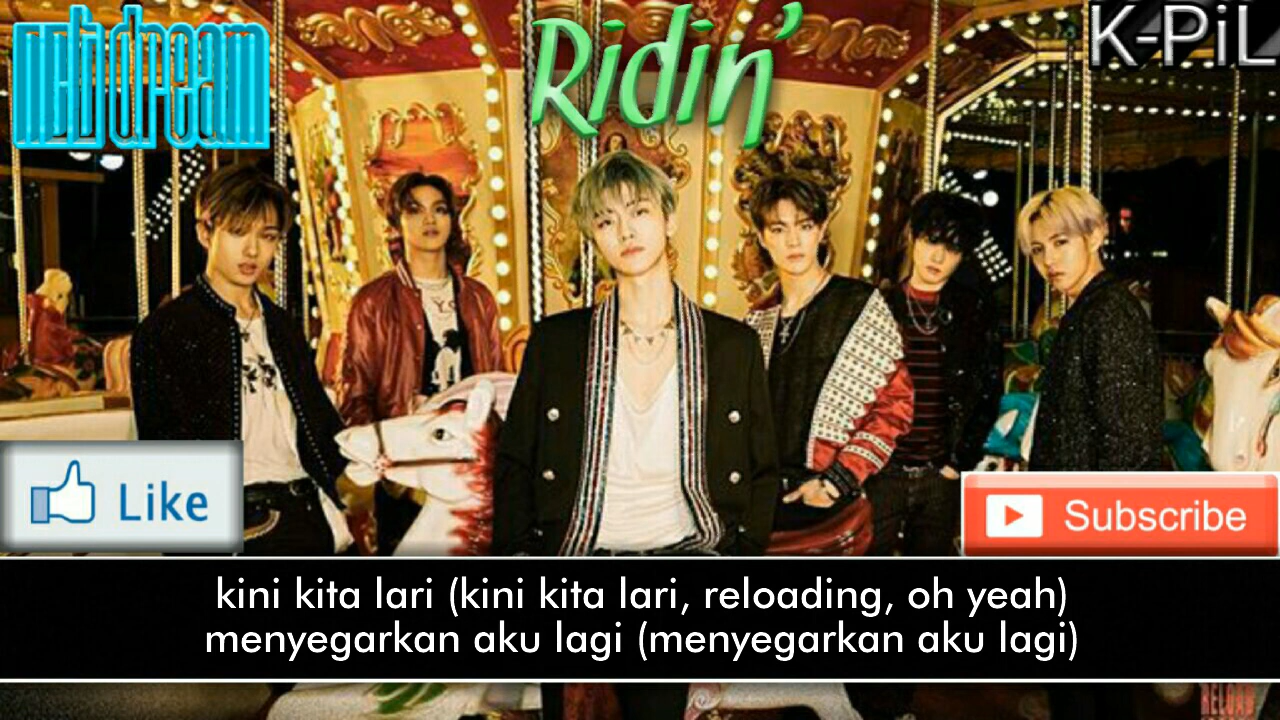 nct dream
Ridin'
K-PiL
Like
Subscribe
kini kita lari (kini kita lari, reloading, oh yeah)
menyegarkan aku lagi (menyegarkan aku lagi)
RELOAD